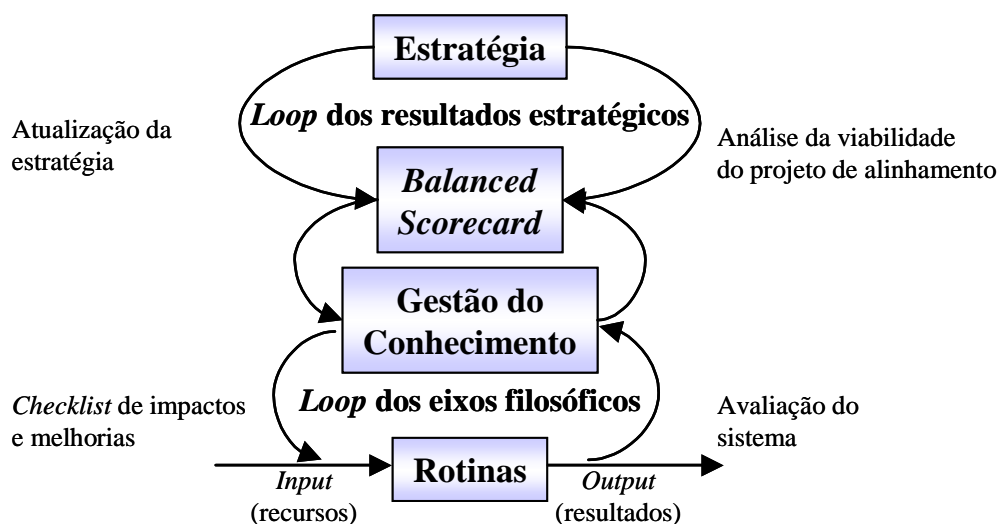 Estratégia
Loop dos resultados estratégicos
Atualização da
estratégia
Análise da viabilidade
do projeto de alinhamento
Balanced
Scorecard
Gestão do
Conhecimento
Loop dos eixos filosóficos
Checklist de impactos
e melhorias
Avaliação do
sistema
Rotinas
Input
(recursos)
Output
(resultados)